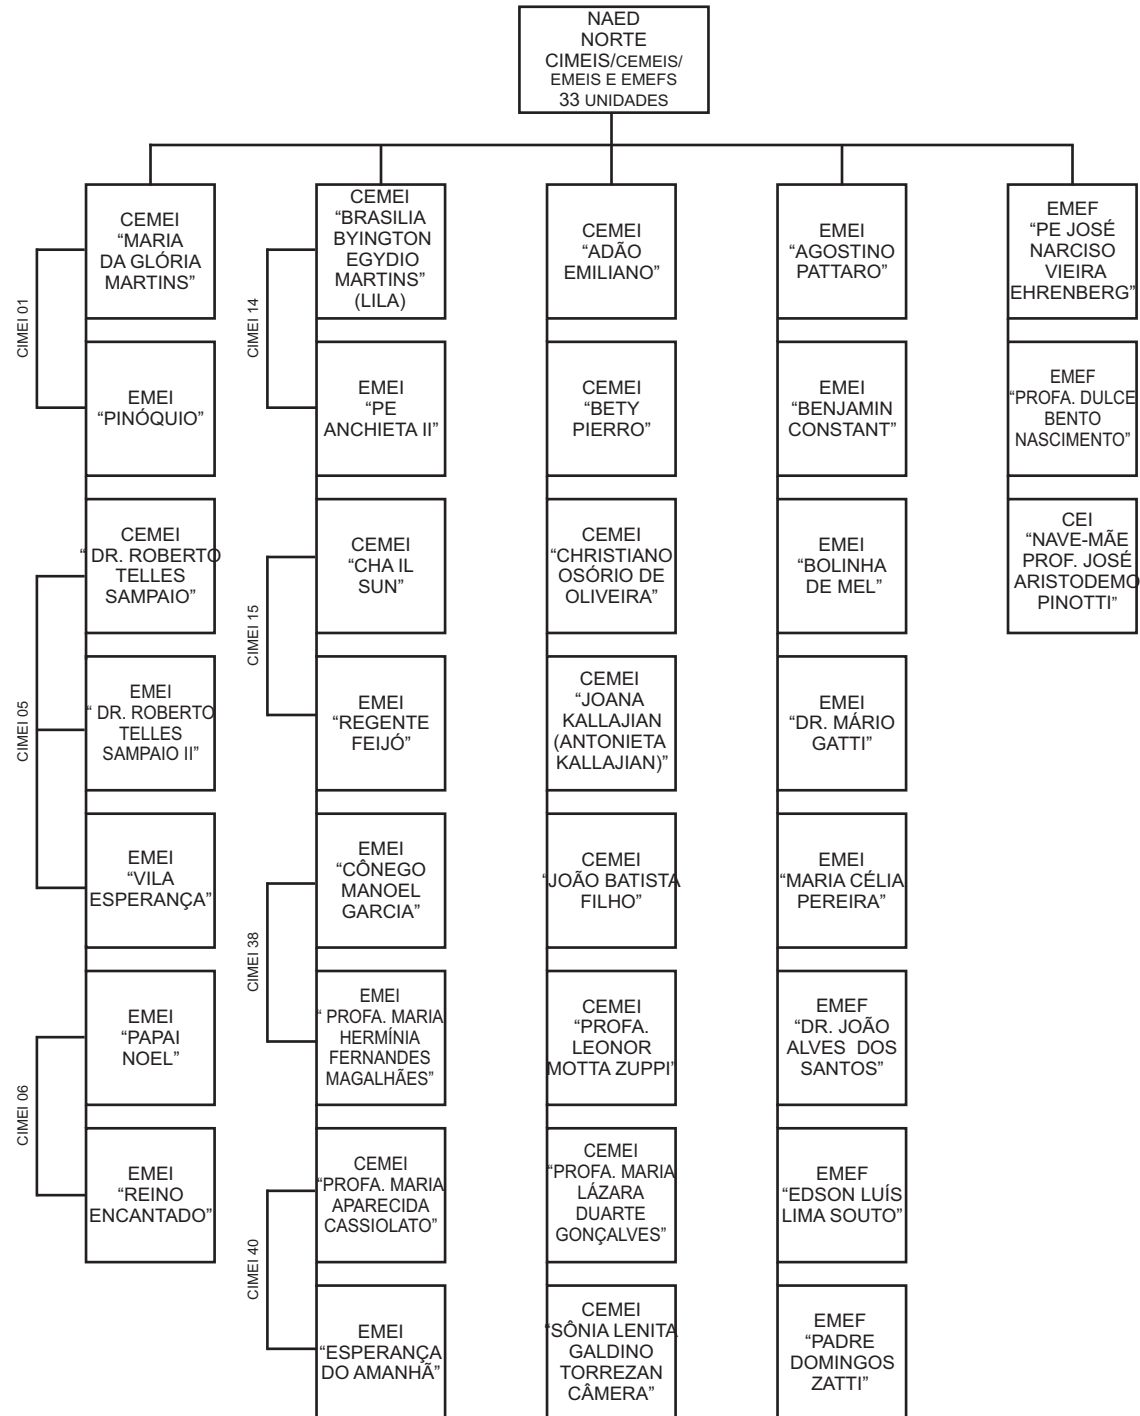 NAED
NORTE
CIMEIS/CEMEIS/
EMEIS E EMEFS
33 UNIDADES
CIMEI 01
CEMEI
“MARIA
DA GLÓRIA
MARTINS”
EMEI
“PINÓQUIO”
CIMEI 05
CEMEI
“ DR. ROBERTO
TELLES
SAMPAIO”
EMEI
“ DR. ROBERTO
TELLES
SAMPAIO II”
EMEI
“VILA
ESPERANÇA”
CIMEI 06
EMEI
“PAPAI
NOEL”
EMEI
“REINO
ENCANTADO”
CIMEI 14
CEMEI
“BRASILIA
BYINGTON
EGYDIO
MARTINS”
(LILA)
EMEI
“PE
ANCHIETA II”
CIMEI 15
CEMEI
“CHA IL
SUN”
EMEI
“REGENTE
FEIJÓ”
CIMEI 38
EMEI
“CÔNEGO
MANOEL
GARCIA”
EMEI
“ PROFA. MARIA
HERMÍNIA
FERNANDES
MAGALHÃES”
CIMEI 40
CEMEI
“PROFA. MARIA
APARECIDA
CASSIOLATO”
EMEI
“ESPERANÇA
DO AMANHÃ”
CEMEI
“ADÃO
EMILIANO”
CEMEI
“BETY
PIERRO”
CEMEI
“CHRISTIANO
OSÓRIO DE
OLIVEIRA”
CEMEI
“JOANA
KALLAJIAN
(ANTONIETA
KALLAJIAN)”
CEMEI
“JOÃO BATISTA
FILHO”
CEMEI
“PROFA.
LEONOR
MOTTA ZUPPI”
CEMEI
“PROFA. MARIA
LÁZARA
DUARTE
GONÇALVES”
CEMEI
“SÔNIA LENITA
GALDINO
TORREZAN
CÂMERA”
EMEI
“AGOSTINO
PATTARO”
EMEI
“BENJAMIN
CONSTANT”
EMEI
“BOLINHA
DE MEL”
EMEI
“DR. MÁRIO
GATTI”
EMEI
“MARIA CÉLIA
PEREIRA”
EMEF
“DR. JOÃO
ALVES DOS
SANTOS”
EMEF
“EDSON LUÍS
LIMA SOUTO”
EMEF
“PADRE
DOMINGOS
ZATTI”
EMEF
“PE JOSÉ
NARCISO
VIEIRA
EHRENBERG”
EMEF
“PROFA. DULCE
BENTO
NASCIMENTO”
CEI
“NAVE-MÃE
PROF. JOSÉ
ARISTODEMO
PINOTTI”